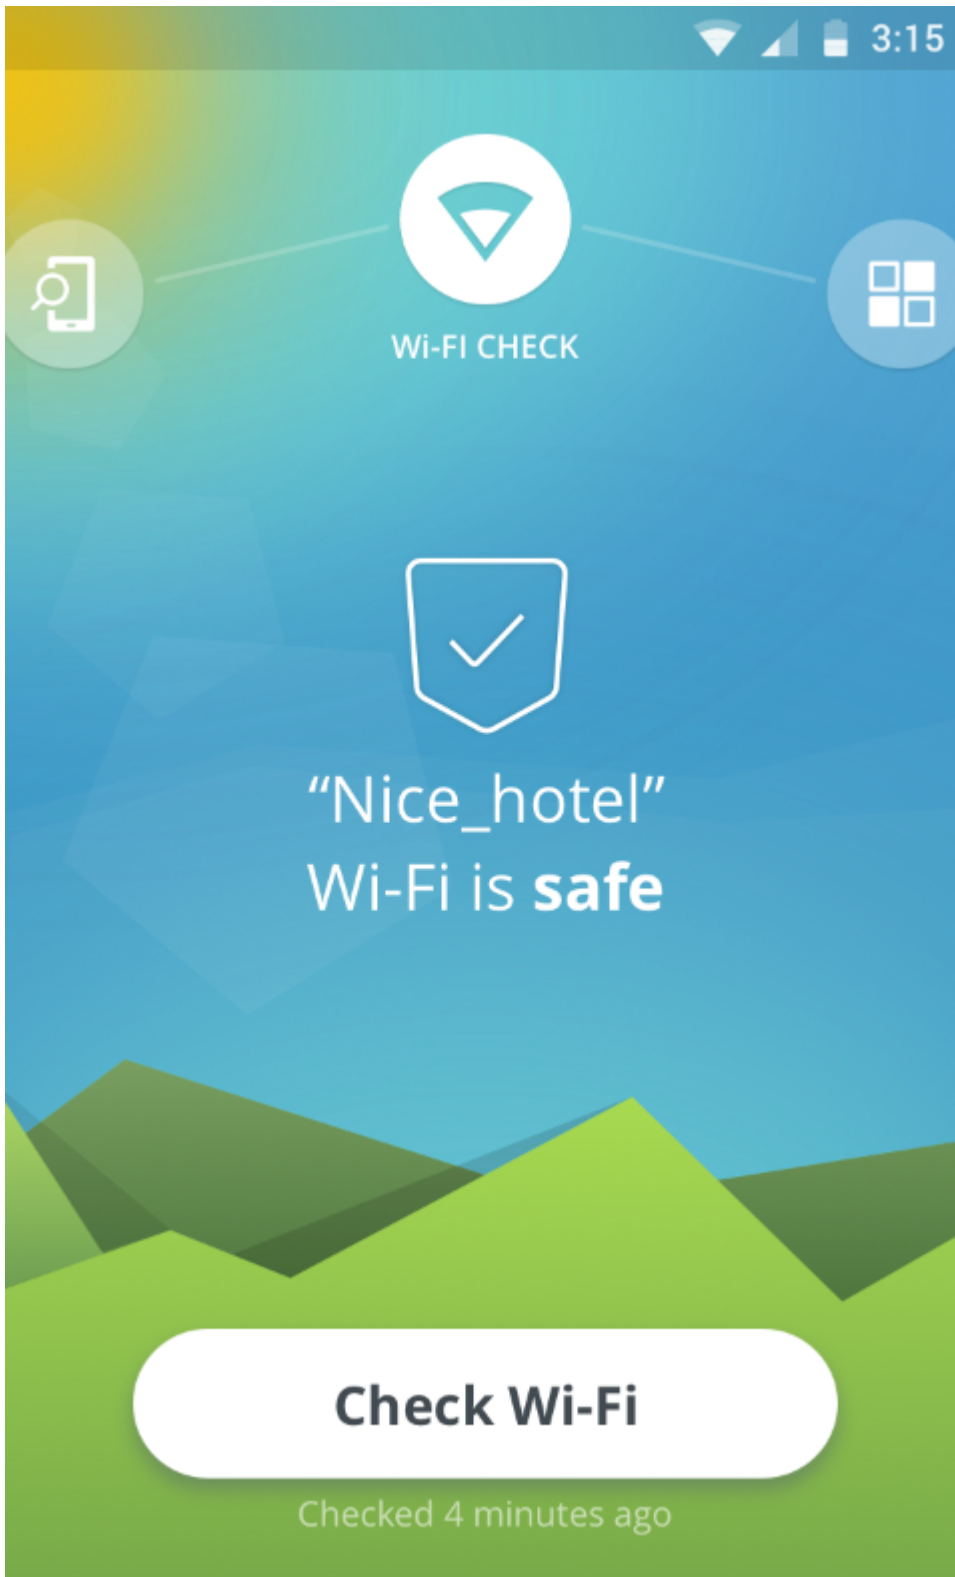 3:15
Wi-FI CHECK
“Nice_hotel”
Wi-Fi is safe
Check Wi-Fi
Checked 4 minutes ago